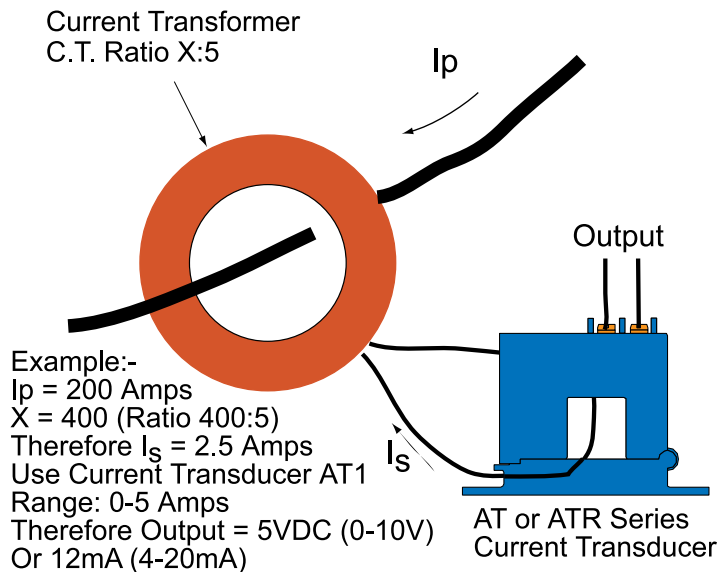 Current Transformer
C.T. Ratio X:5
Ip
Output
Example:-
Ip = 200 Amps
X = 400 (Ratio 400:5)
Therefore IS = 2.5 Amps
Use Current Transducer AT1
Range: 0-5 Amps
Therefore Output = 5VDC (0-10V)
Or 12mA (4-20mA)
IS
AT or ATR Series
Current Transducer